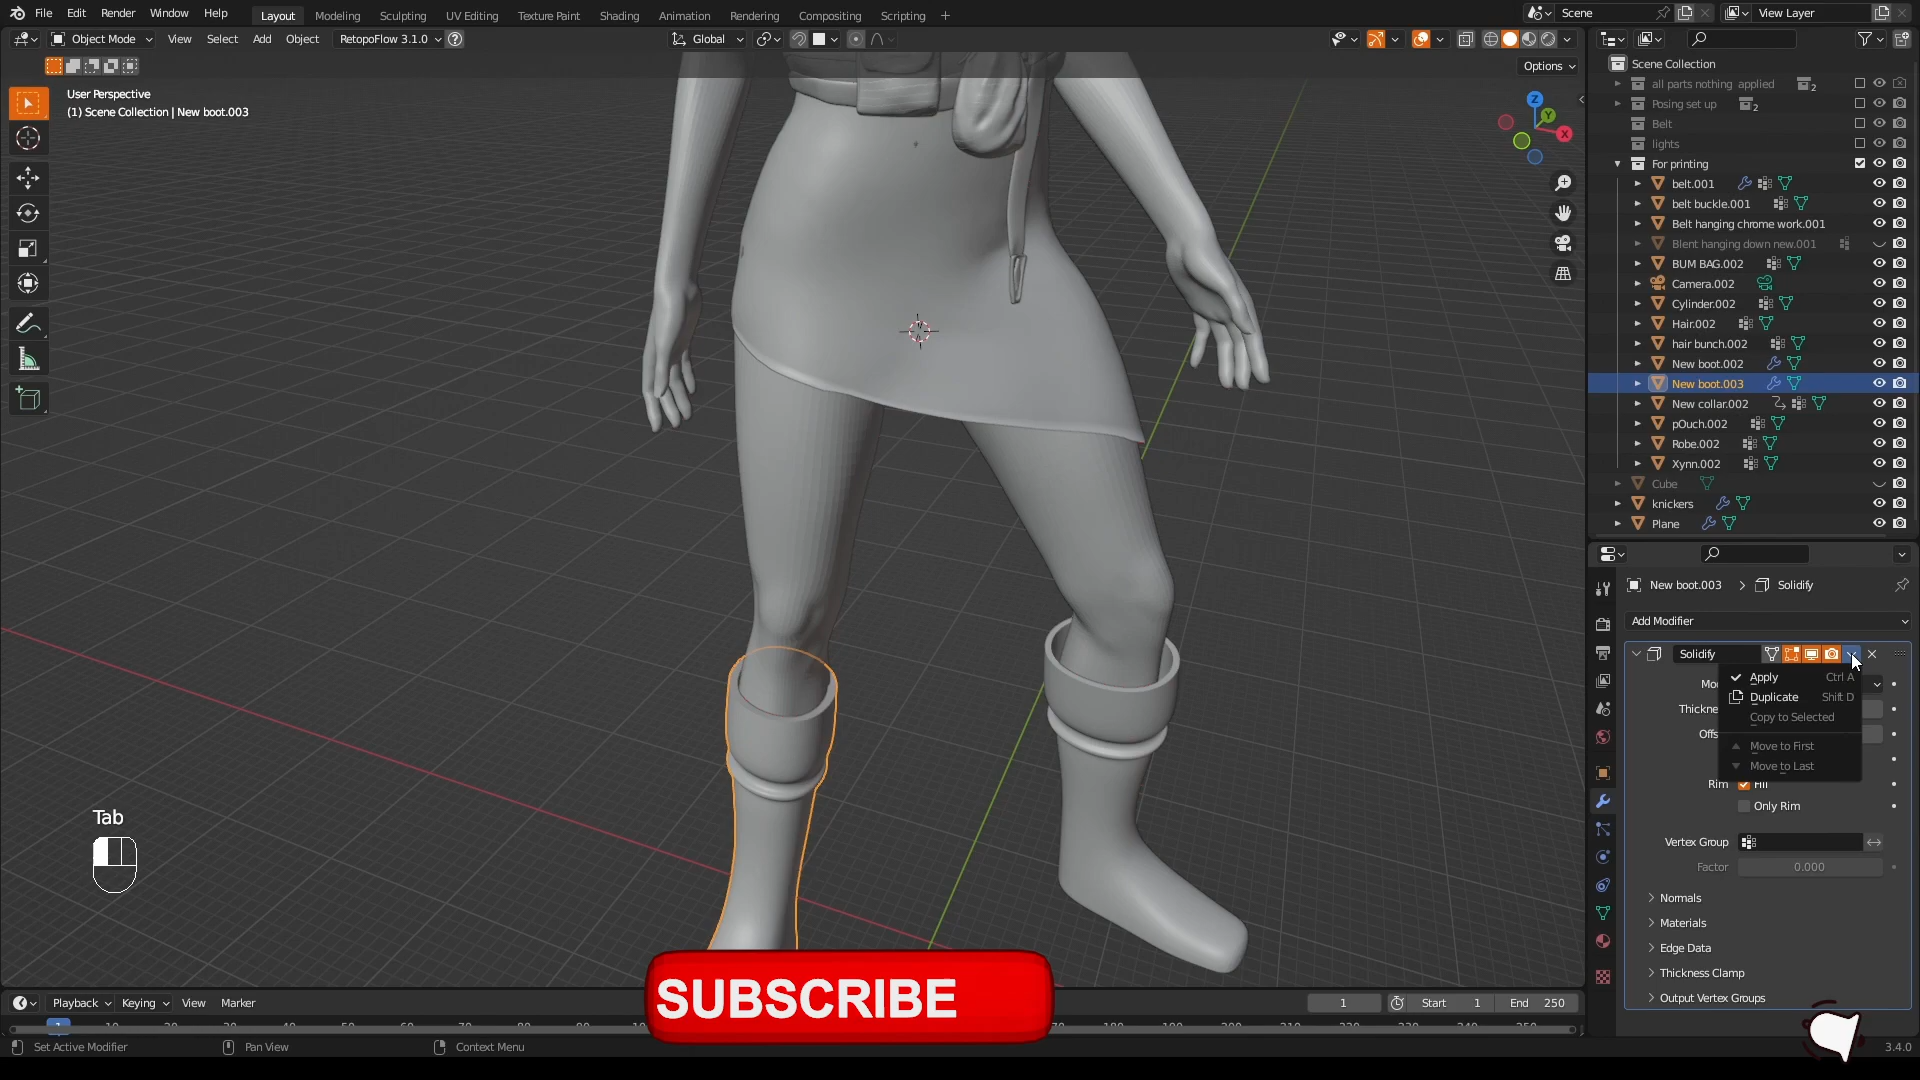 File Edit Render Window Help Layout Modeling Sculpting UV Editing Texture Paint Shading Animation Rendering Compositing Scripting + Scene View Layer
Object Mode View Select Add Object RetopoFlow 3.1.0 ? Global
Options
User Perspective
(1) Scene Collection | New boot.003
Z
Y
X
Tab
SUBSCRIBE
Scene Collection
all parts nothing applied 2
Posing set up 2
Belt
lights
For printing
belt.001
belt buckle.001
Belt hanging chrome work.001
Blent hanging down new.001
BUM BAG.002
Camera.002
Cylinder.002
Hair.002
hair bunch.002
New boot.002
New boot.003
New collar.002
pOuch.002
Robe.002
Xynn.002
Cube
knickers
Plane
New boot.003 > Solidify
Add Modifier
Solidify
Apply Ctrl A
Duplicate Shift D
Copy to Selected
Move to First
Move to Last
Rim Fill
Only Rim
Vertex Group
Factor 0.000
Normals
Materials
Edge Data
Thickness Clamp
Output Vertex Groups
Playback Keying View Marker 1 Start 1 End 250
Set Active Modifier Pan View Context Menu 3.4.0